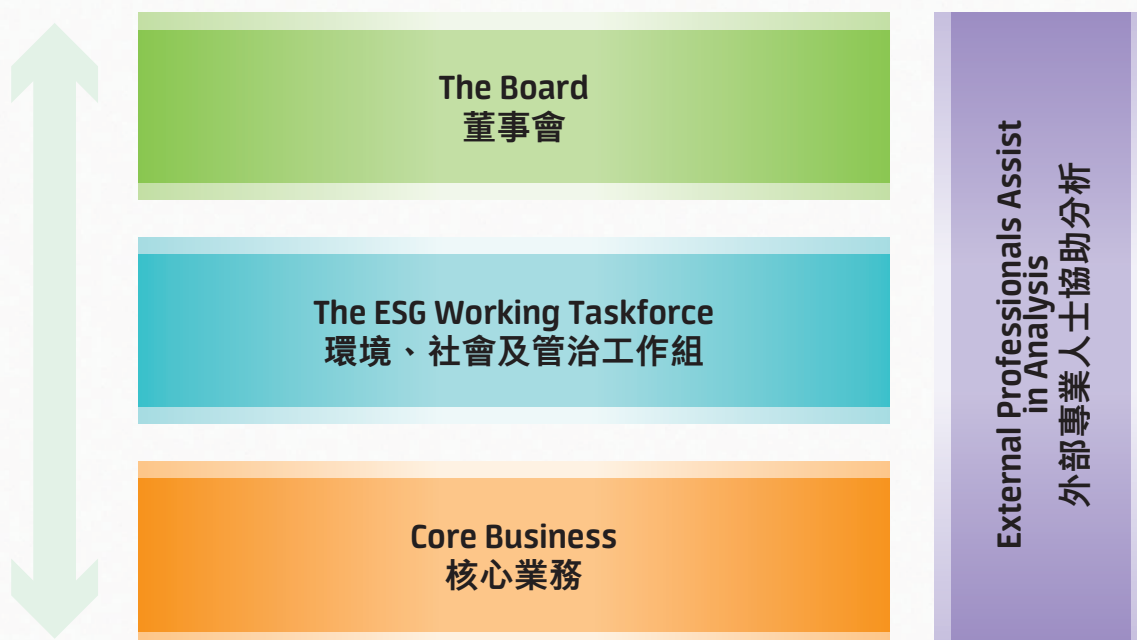 The Board
董事會
The ESG Working Taskforce
環境、社會及管治工作組
Core Business
核心業務
External Professionals Assist
in Analysis
外部專業人士協助分析